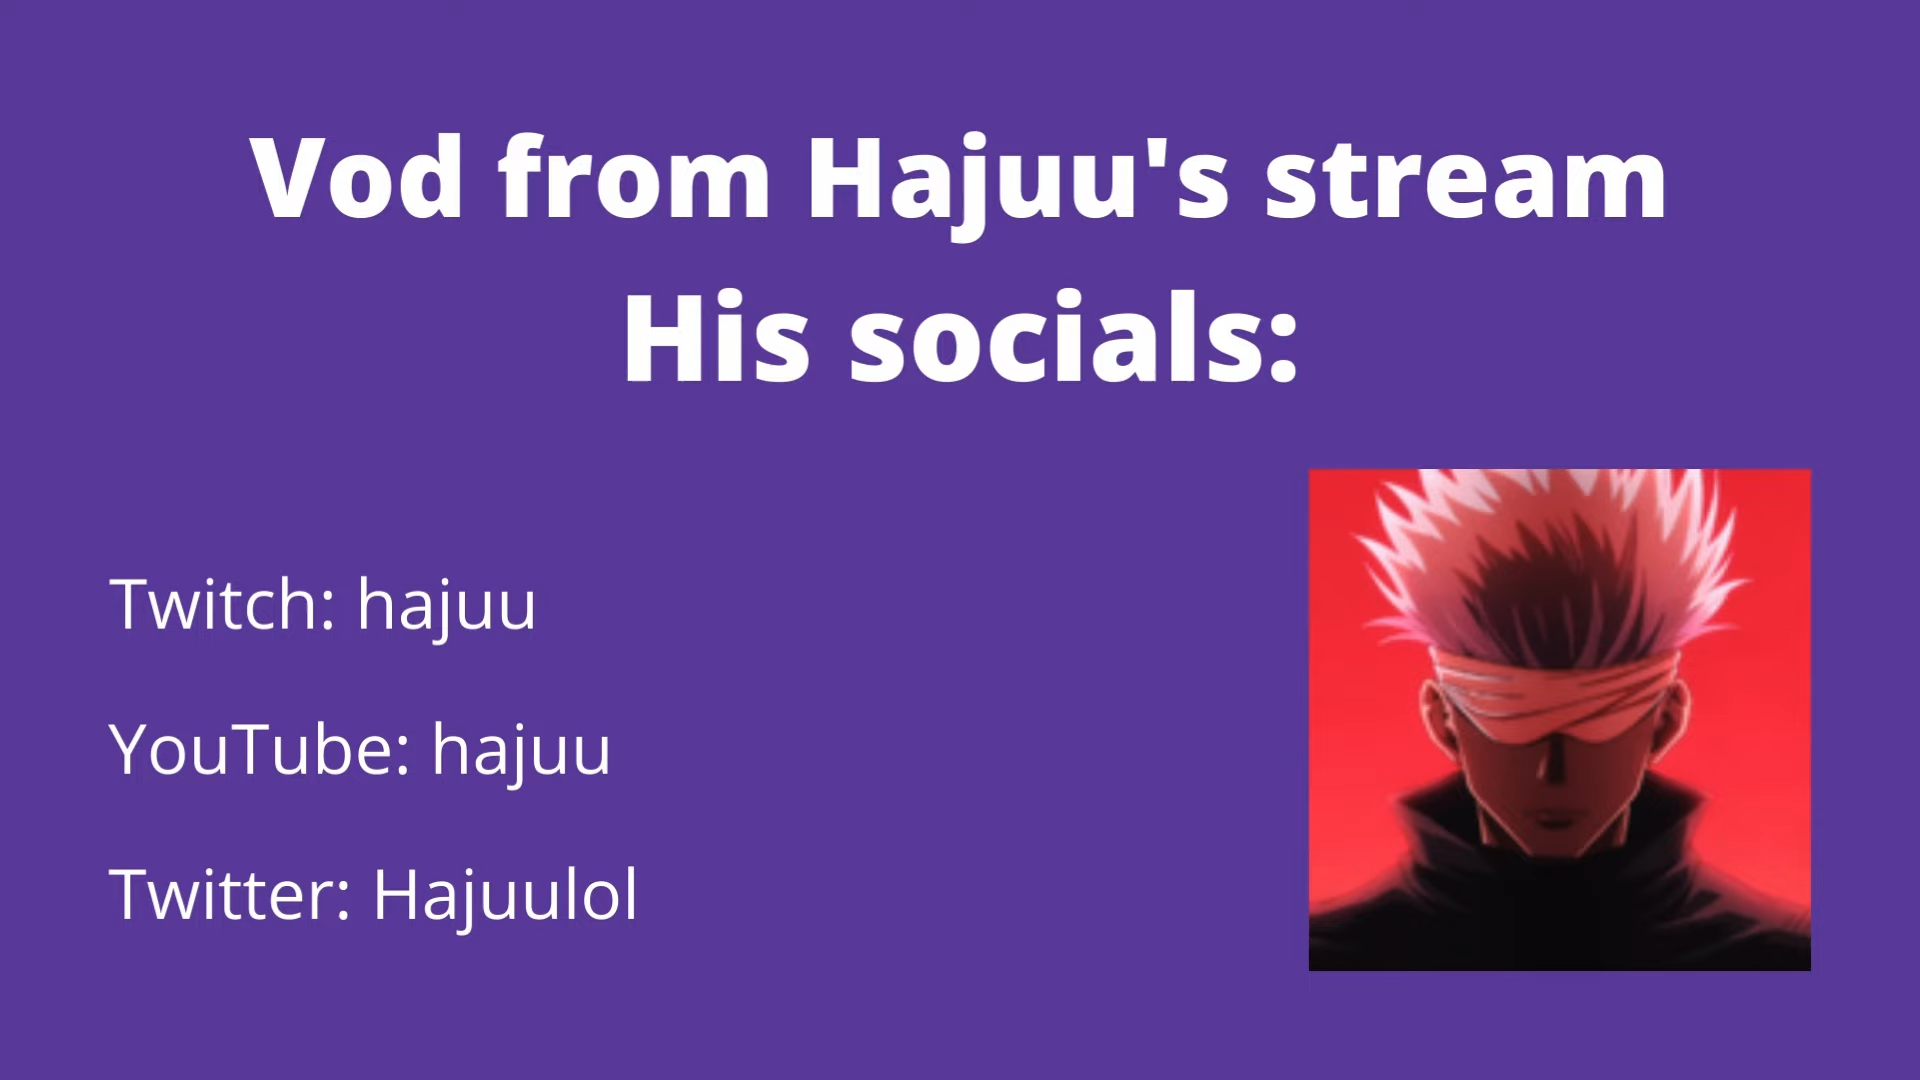 Vod from Hajuu's stream
His socials:
Twitch: hajuu
YouTube: hajuu
Twitter: Hajuulol